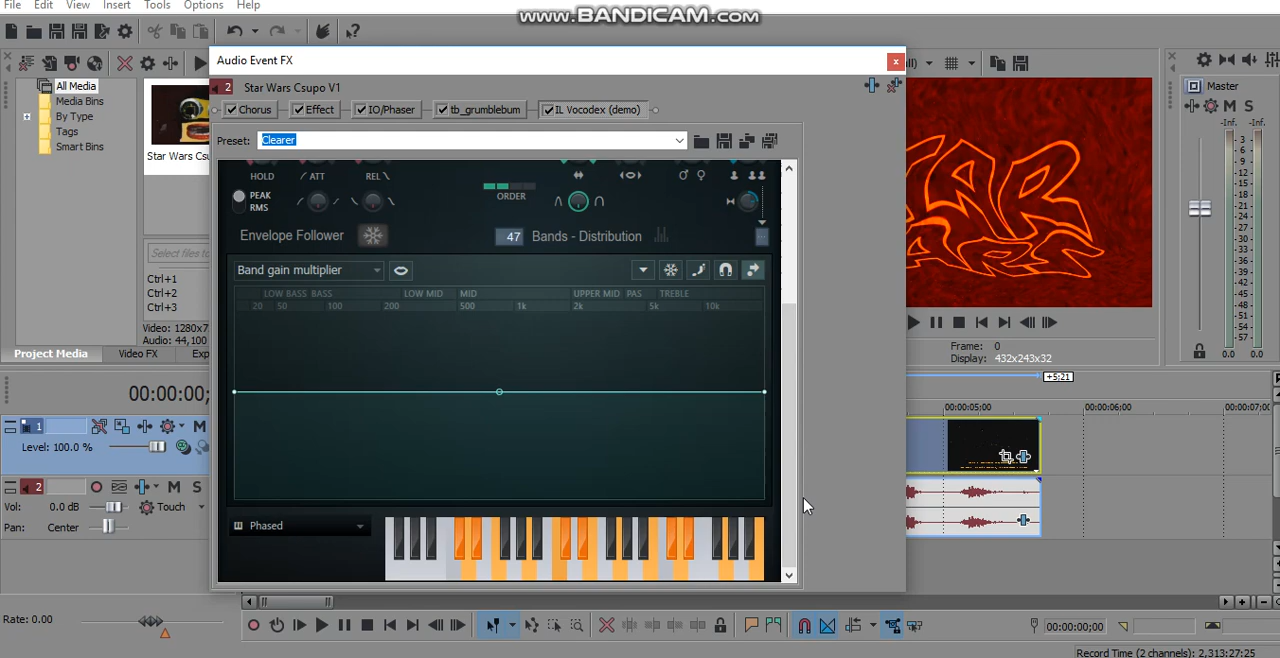 www.BANDICAM.com
File Edit View Insert Tools Options Help
Audio Event FX
2 Star Wars Csupo V1
Chorus Effect IO/Phaser tb_grumblebum IL Vocodex (demo)
Preset: Clearer
HOLD ATT REL
PEAK
RMS
ORDER
Envelope Follower 47 Bands - Distribution
Band gain multiplier
LOW BASS BASS LOW MID MID UPPER MID PAS TREBLE
20 50 100 200 500 1k 2k 5k 10k
Phased
All Media
Media Bins
By Type
Tags
Smart Bins
Star Wars Csu
Select files to
Ctrl+1
Ctrl+2
Ctrl+3
Video: 1280x7
Audio: 44,100
Project Media Video FX Exp
STAR
WARS
Frame: 0
Display: 432x243x32
Master
M S
-Inf. -Inf.
3
6
9
12
15
18
21
24
27
30
33
36
39
42
45
48
51
54
57
0.0 0.0
00:00:00;
+5;21
00:00:05;00 00:00:06;00 00:00:07;00
1 M
Level: 100.0 %
2 M S
Vol: 0.0 dB Touch
Pan: Center
Rate: 0.00
00:00:00;00
Record Time (2 channels): 2,313:27:25